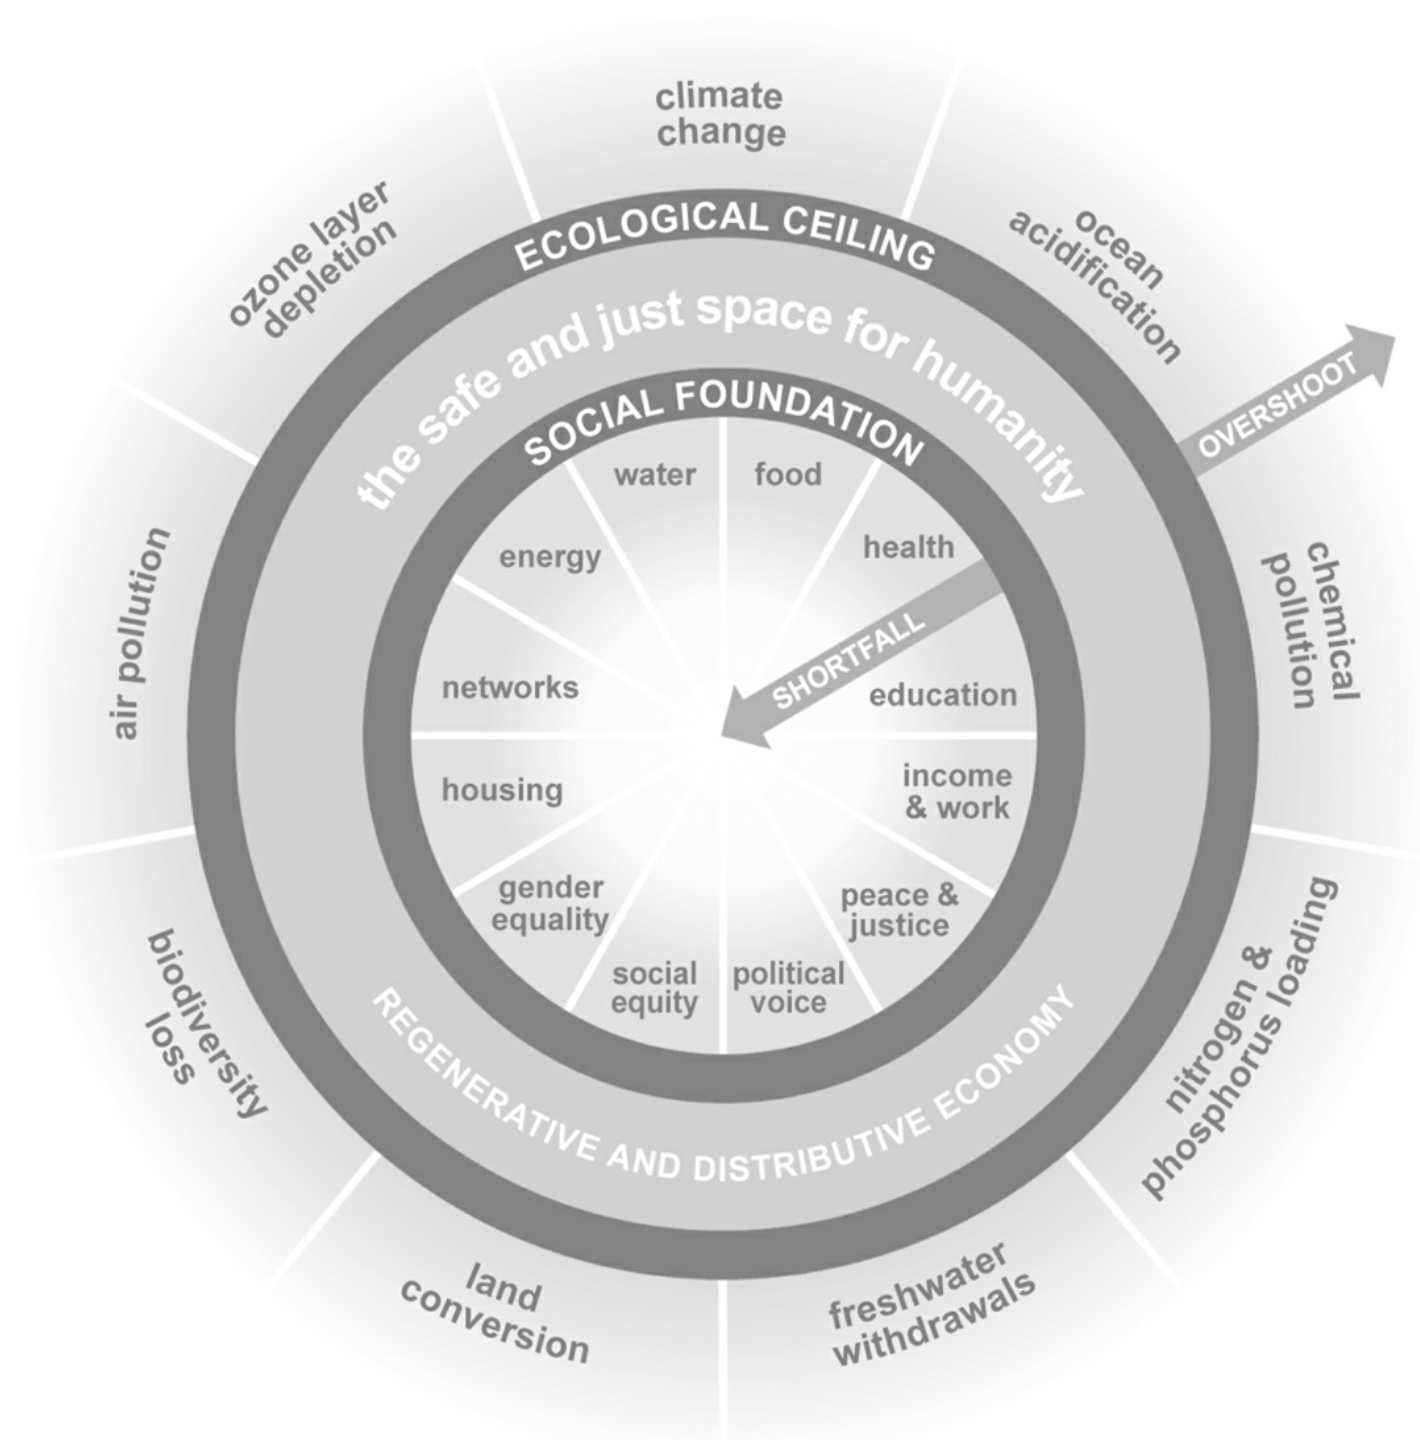 climate
change
ocean
acidification
OVERSHOOT
chemical
pollution
nitrogen &
phosphorus loading
freshwater
withdrawals
land
conversion
biodiversity
loss
air pollution
ozone layer
depletion
ECOLOGICAL CEILING
the safe and just space for humanity
SOCIAL FOUNDATION
water
food
health
SHORTFALL
education
income
& work
peace &
justice
political
voice
social
equity
gender
equality
housing
networks
energy
REGENERATIVE AND DISTRIBUTIVE ECONOMY